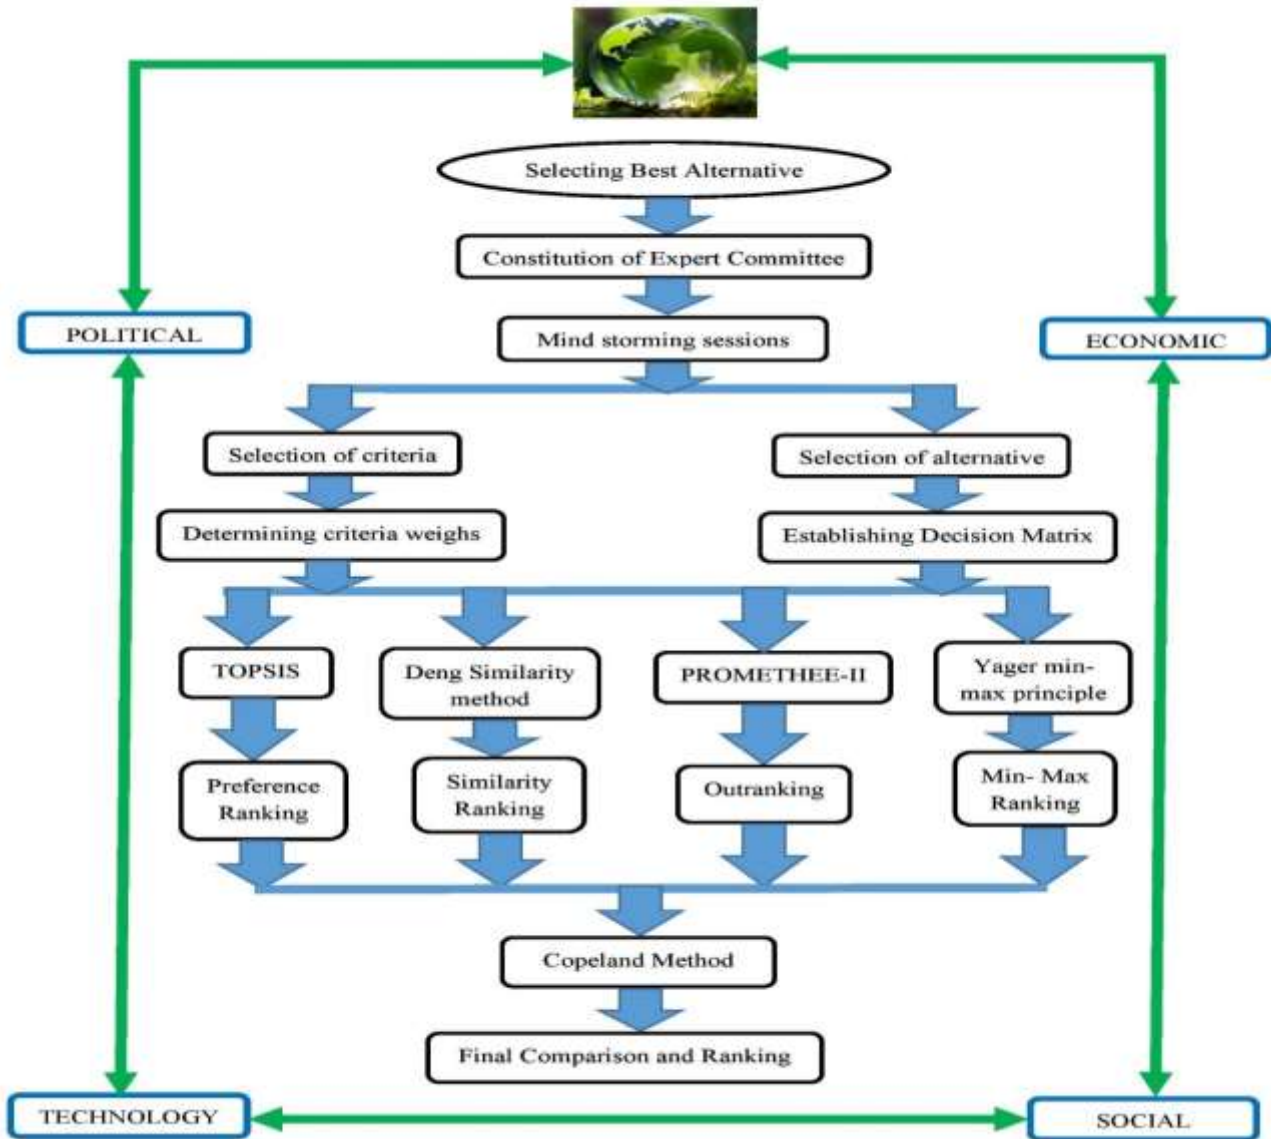 Selecting Best Alternative
Constitution of Expert Committee
POLITICAL
Mind storming sessions
ECONOMIC
Selection of criteria
Selection of alternative
Determining criteria weighs
Establishing Decision Matrix
TOPSIS
Deng Similarity
method
PROMETHEE-II
Yager min-
max principle
Preference
Ranking
Similarity
Ranking
Outranking
Min- Max
Ranking
Copeland Method
Final Comparison and Ranking
TECHNOLOGY
SOCIAL